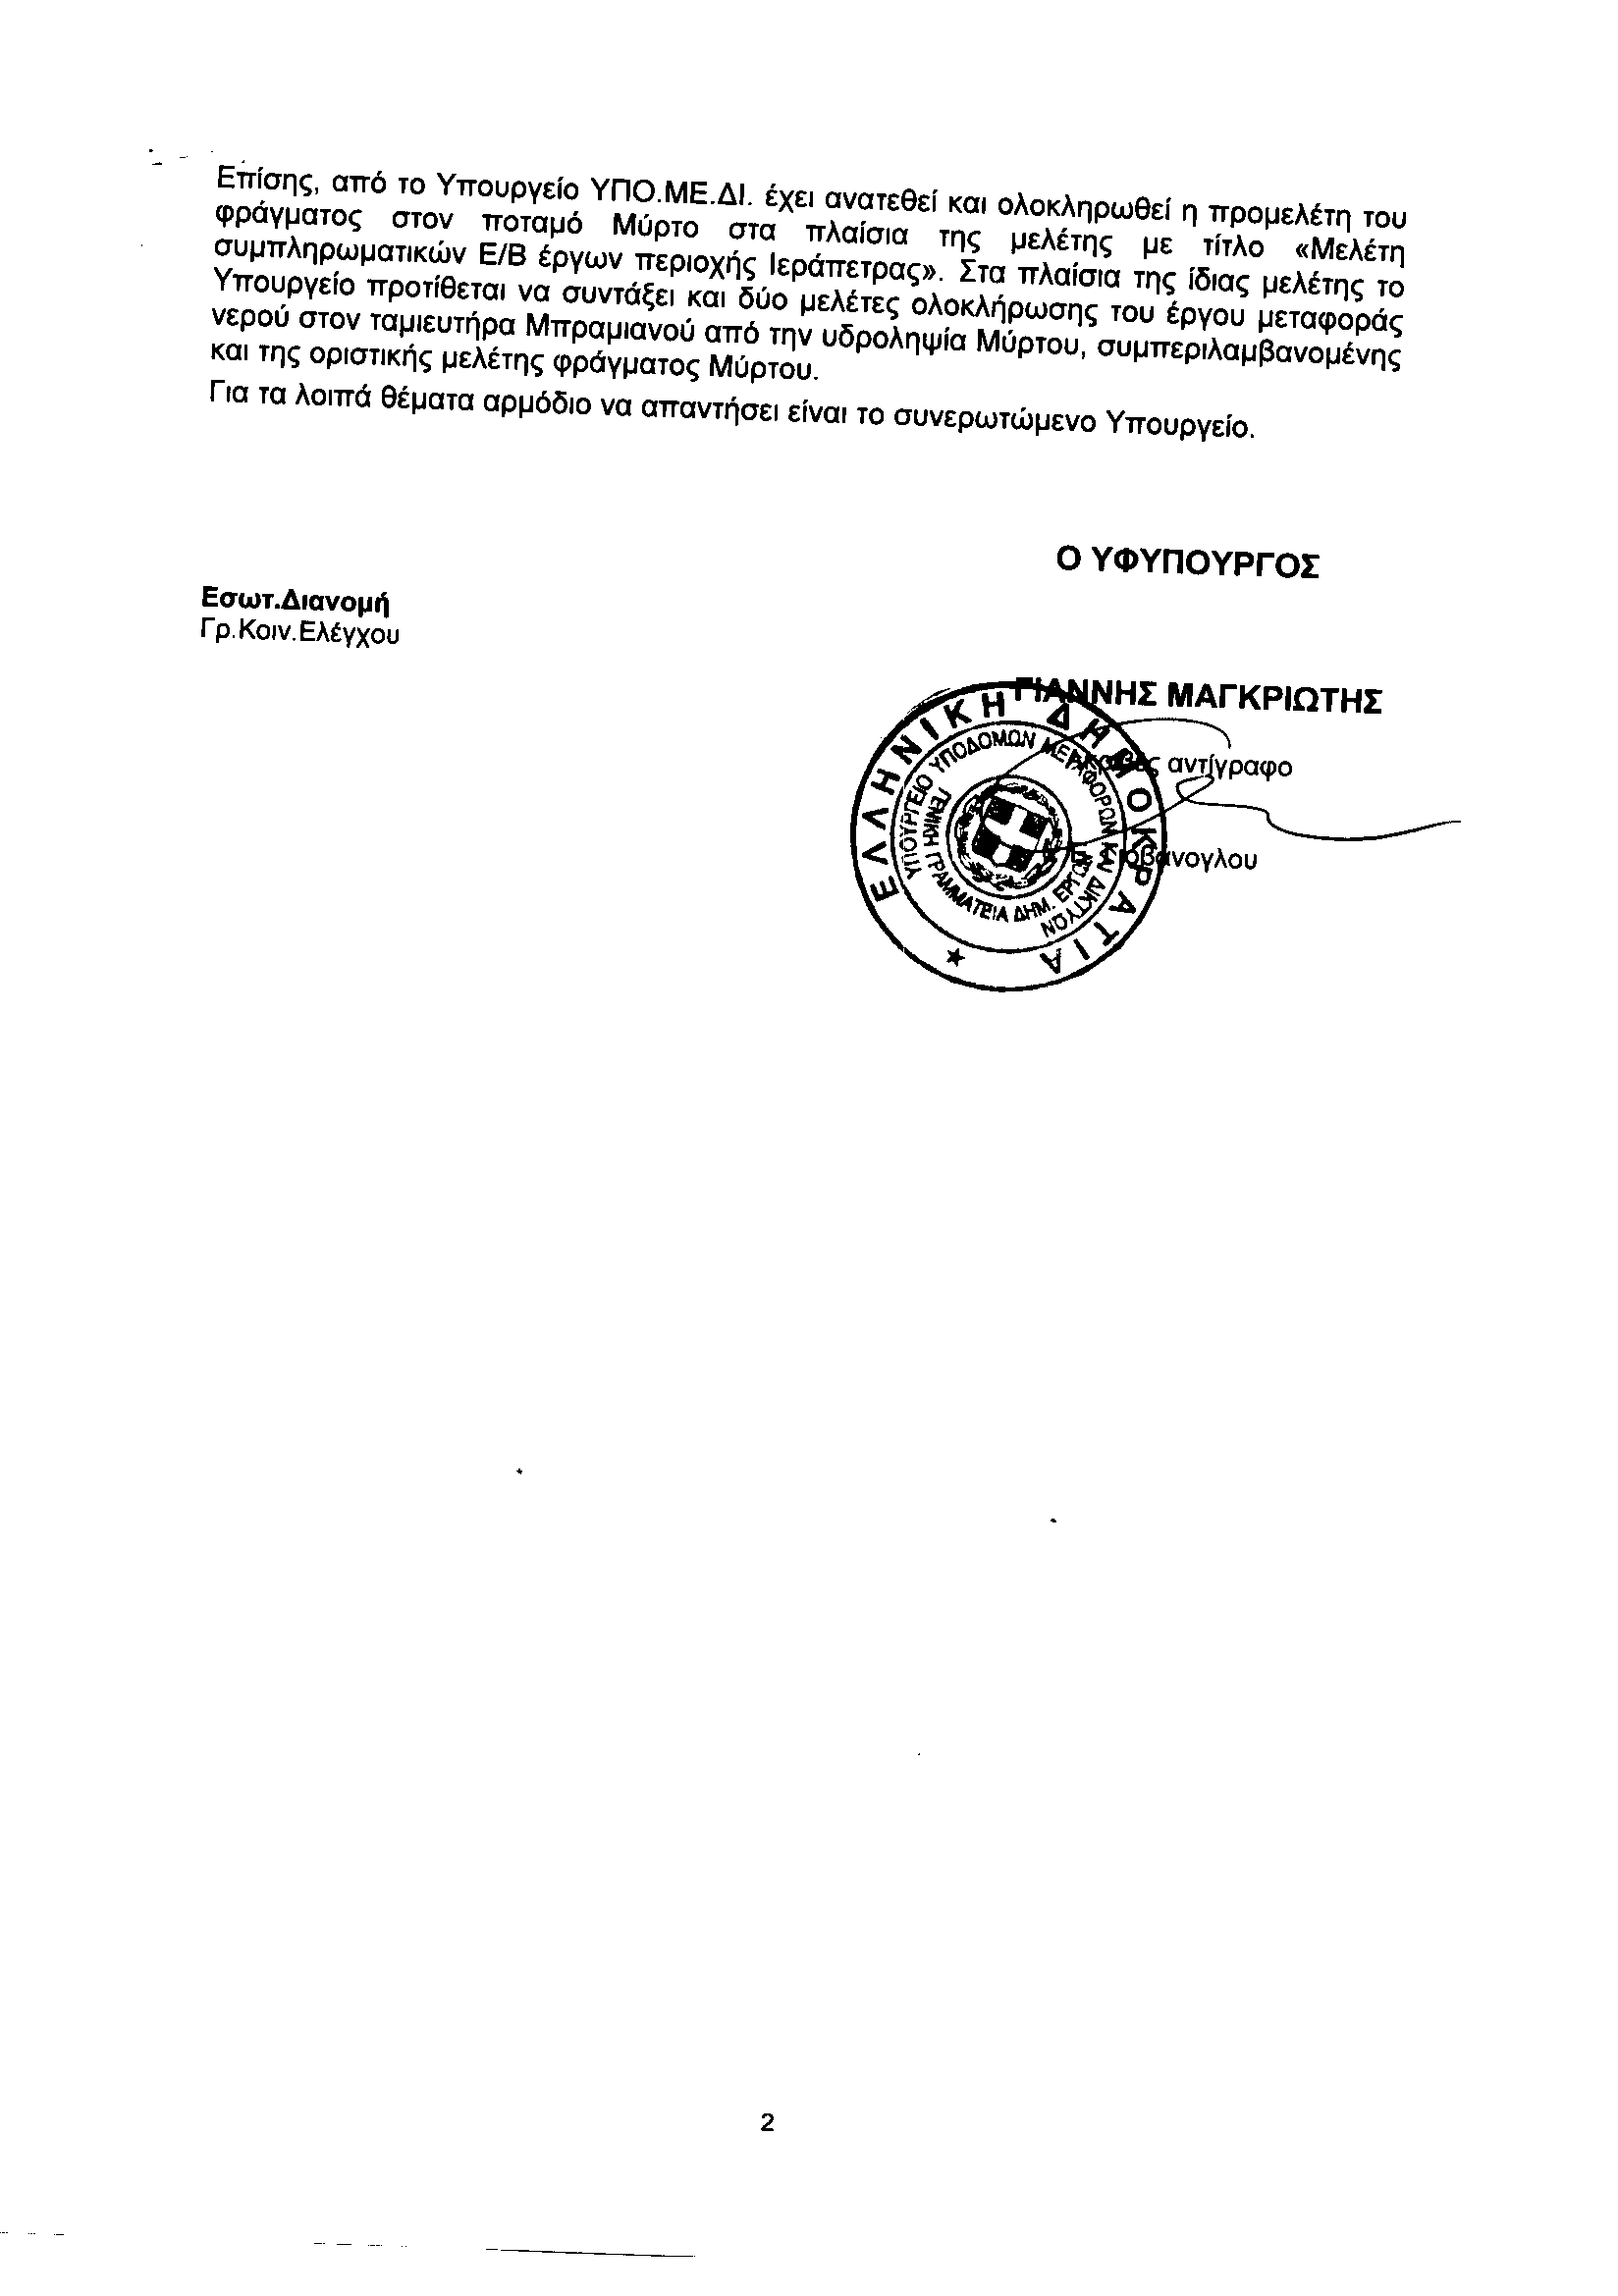 Επίσης, από το Υπουργείο ΥΠΟ.ΜΕ.ΔΙ. έχει ανατεθεί και ολοκληρωθεί η προμελέτη του
φράγματος στον ποταμό Μύρτο στα πλαίσια της μελέτης με τίτλο «Μελέτη
συμπληρωματικών Ε/Β έργων περιοχής Ιεράπετρας». Στα πλαίσια της ίδιας μελέτης το
Υπουργείο προτίθεται να συντάξει και δύο μελέτες ολοκλήρωσης του έργου μεταφοράς
νερού στον ταμιευτήρα Μπραμιανού από την υδροληψία Μύρτου, συμπεριλαμβανομένης
και της οριστικής μελέτης φράγματος Μύρτου.
Για τα λοιπά θέματα αρμόδιο να απαντήσει είναι το συνερωτώμενο Υπουργείο.
Ο ΥΦΥΠΟΥΡΓΟΣ
Εσωτ.Διανομή
Γρ.Κοιν.Ελέγχου
ΓΙΑΝΝΗΣ ΜΑΓΚΡΙΩΤΗΣ
αντίγραφο
ΕΛΛΗΝΙΚΗ ΔΗΜΟΚΡΑΤΙΑ
ΥΠΟΥΡΓΕΙΟ ΥΠΟΔΟΜΩΝ ΜΕΤΑΦΟΡΩΝ ΚΑΙ ΔΙΚΤΥΩΝ
ΓΕΝΙΚΗ ΓΡΑΜΜΑΤΕΙΑ ΔΗΜ. ΕΡΓΩΝ
2